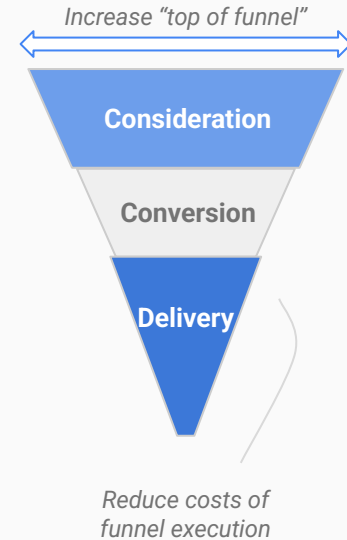 Increase “top of funnel”
Consideration
Conversion
Delivery
Reduce costs of
funnel execution